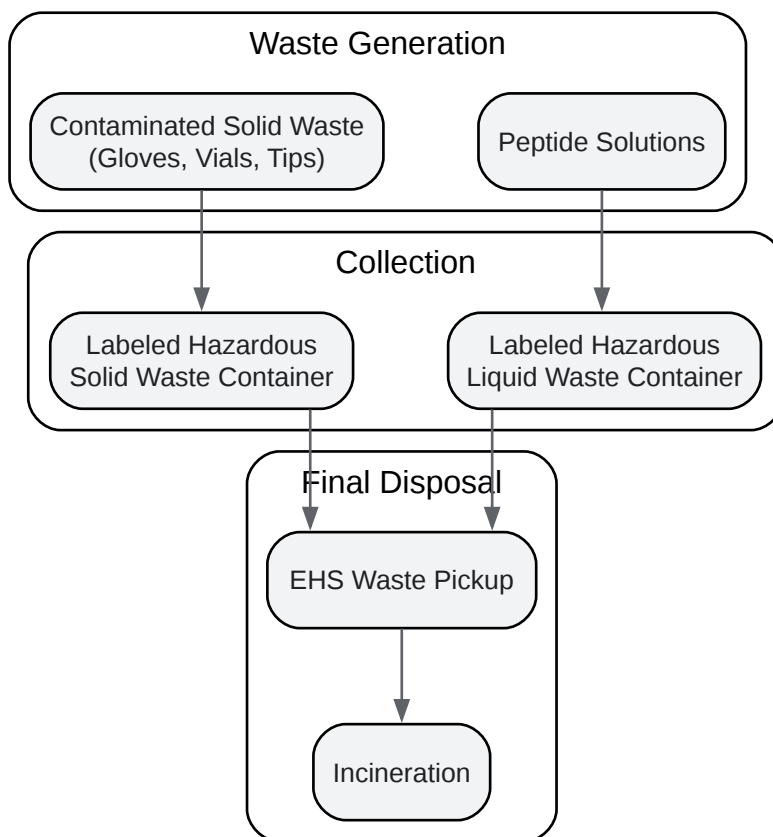 Waste Generation
Contaminated Solid Waste
(Gloves, Vials, Tips)
Peptide Solutions
Collection
Labeled Hazardous
Solid Waste Container
Labeled Hazardous
Liquid Waste Container
Final Disposal
EHS Waste Pickup
Incineration